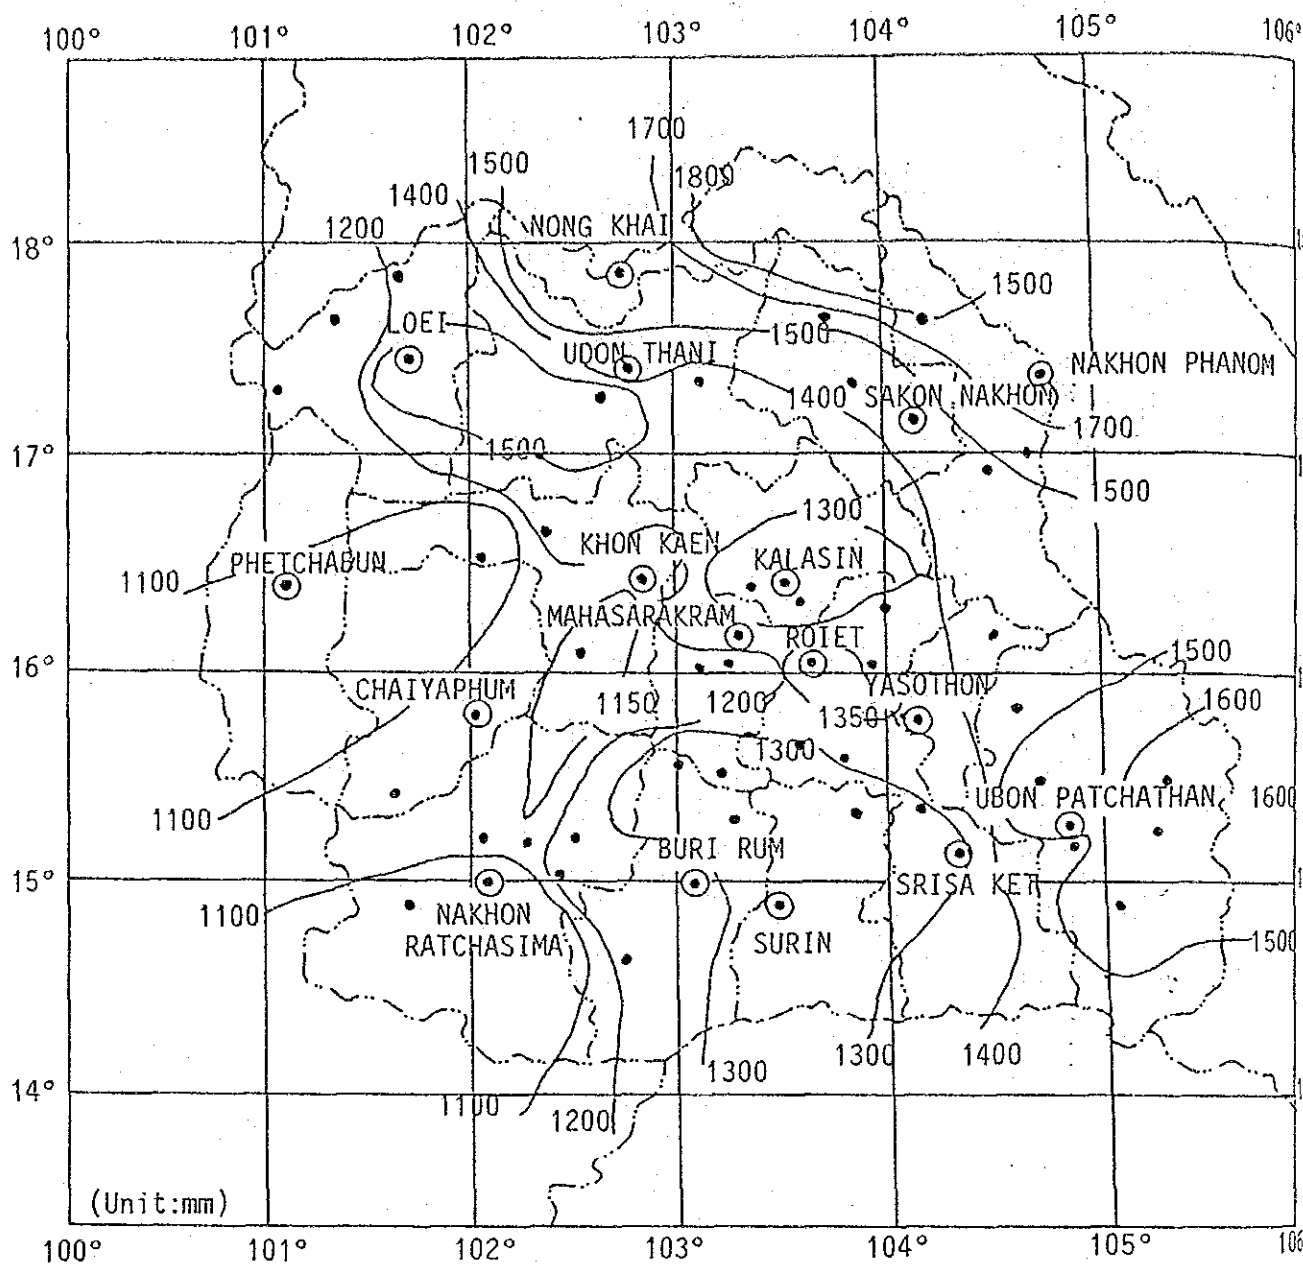 100° 101° 102° 103° 104° 105° 106°
1700
1500
1800
1400
1200
NONG KHAI
18°
1500
LOEI
1500
UDON THANI
NAKHON PHANOM
1400 SAKON NAKHON
1700
1500
17°
1500
1300
KHON KAEN
KALASIN
PHETCHABUN
1100
MAHASARAKRAM
ROIET
1500
16°
CHAIYAPHUM
YASOTHON
1150 1200
1350
1600
1300
UBON PATCHATHAN
1600
1100
BURI RUM
SRISA KET
15°
1100
NAKHON
RATCHASIMA
SURIN
1500
1300
1400
1300
14°
1100
1200
(Unit:mm)
100° 101° 102° 103° 104° 105° 106